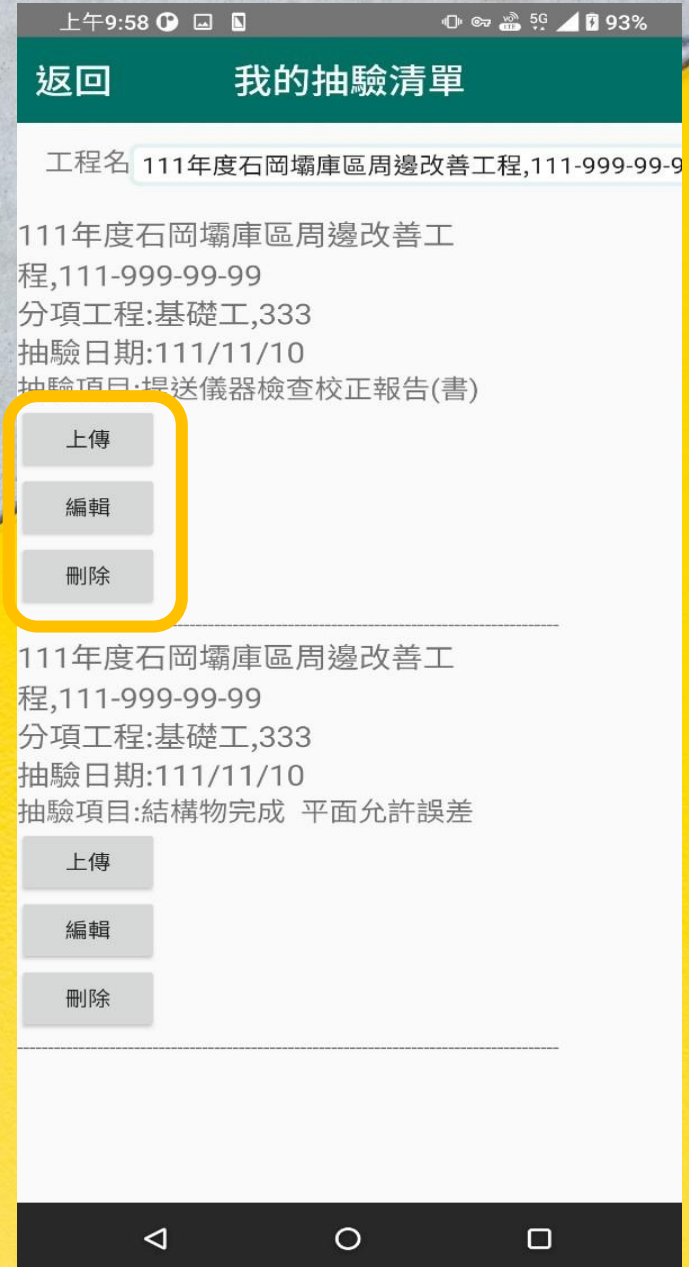 上午9:58 5G 93%
返回 我的抽驗清單
工程名 111年度石岡壩庫區周邊改善工程,111-999-99-9
111年度石岡壩庫區周邊改善工
程,111-999-99-99
分項工程:基礎工,333
抽驗日期:111/11/10
抽驗項目:提送儀器檢查校正報告(書)
上傳
編輯
刪除
111年度石岡壩庫區周邊改善工
程,111-999-99-99
分項工程:基礎工,333
抽驗日期:111/11/10
抽驗項目:結構物完成 平面允許誤差
上傳
編輯
刪除